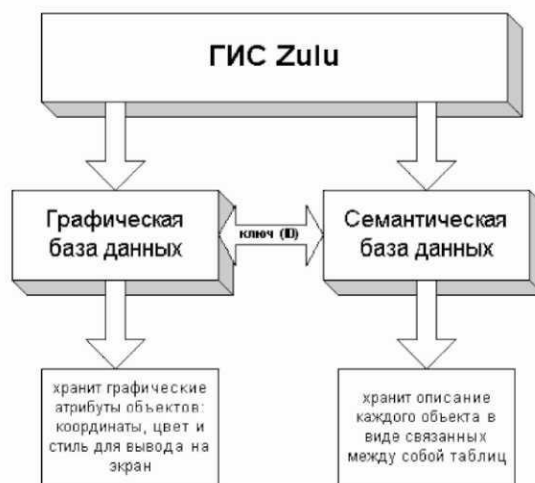 ГИС Zulu
Графическая
база данных
ключ (ID)
Семантическая
база данных
хранит графические
атрибуты объектов:
координаты, цвет и
стиль для вывода на
экран
хранит описание
каждого объекта в
виде связанных
между собой таблиц